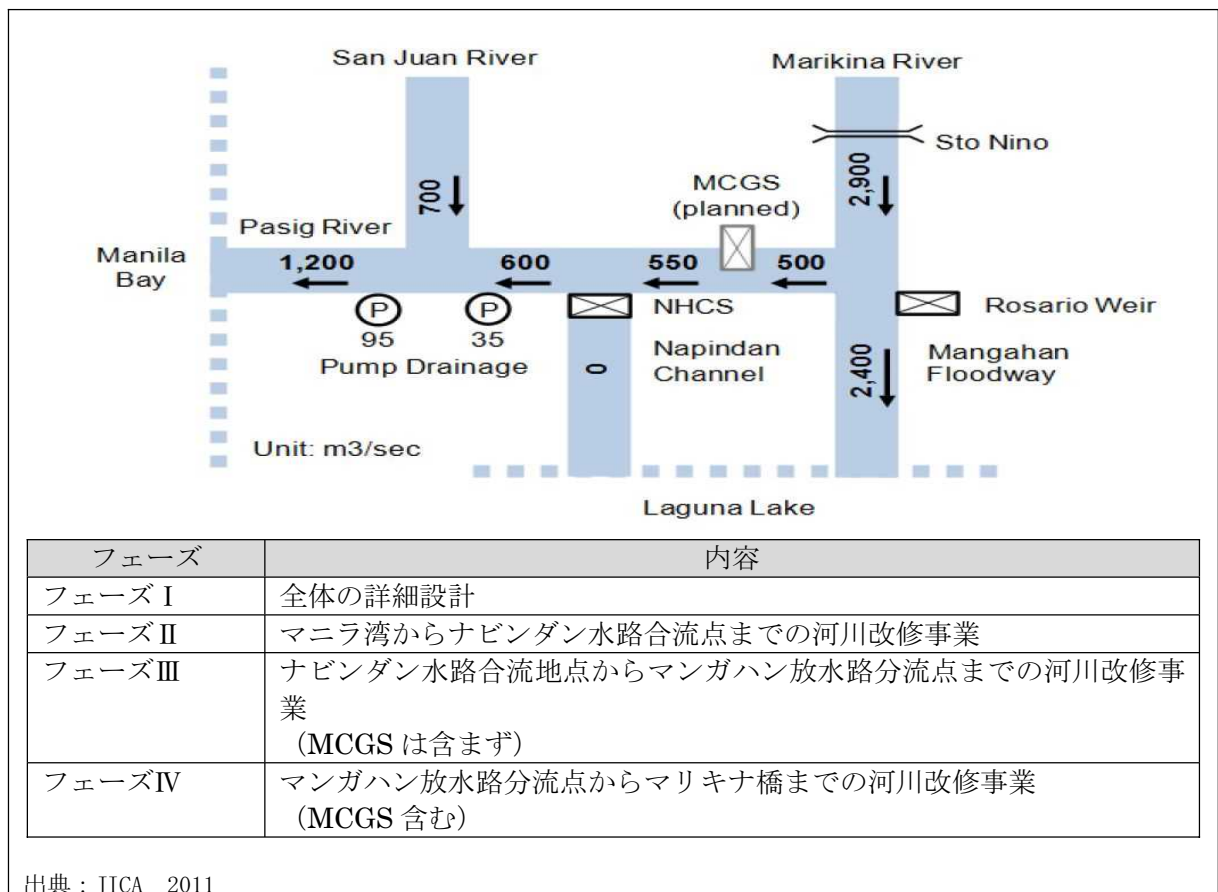 San Juan River
Marikina River
Sto Nino
2,900
MCGS
(planned)
700
Pasig River
Manila
Bay
1,200
600
550
500
NHCS
Rosario Weir
P
P
95
35
Pump Drainage
Napindan
Channel
0
2,400
Mangahan
Floodway
Unit: m3/sec
Laguna Lake
フェーズ 内容
フェーズⅠ 全体の詳細設計
フェーズⅡ マニラ湾からナビンダン水路合流点までの河川改修事業
フェーズⅢ ナビンダン水路合流地点からマンガハン放水路分流点までの河川改修事
業
(MCGS は含まず)
フェーズⅣ マンガハン放水路分流点からマリキナ橋までの河川改修事業
(MCGS 含む)
出典:JICA 2011